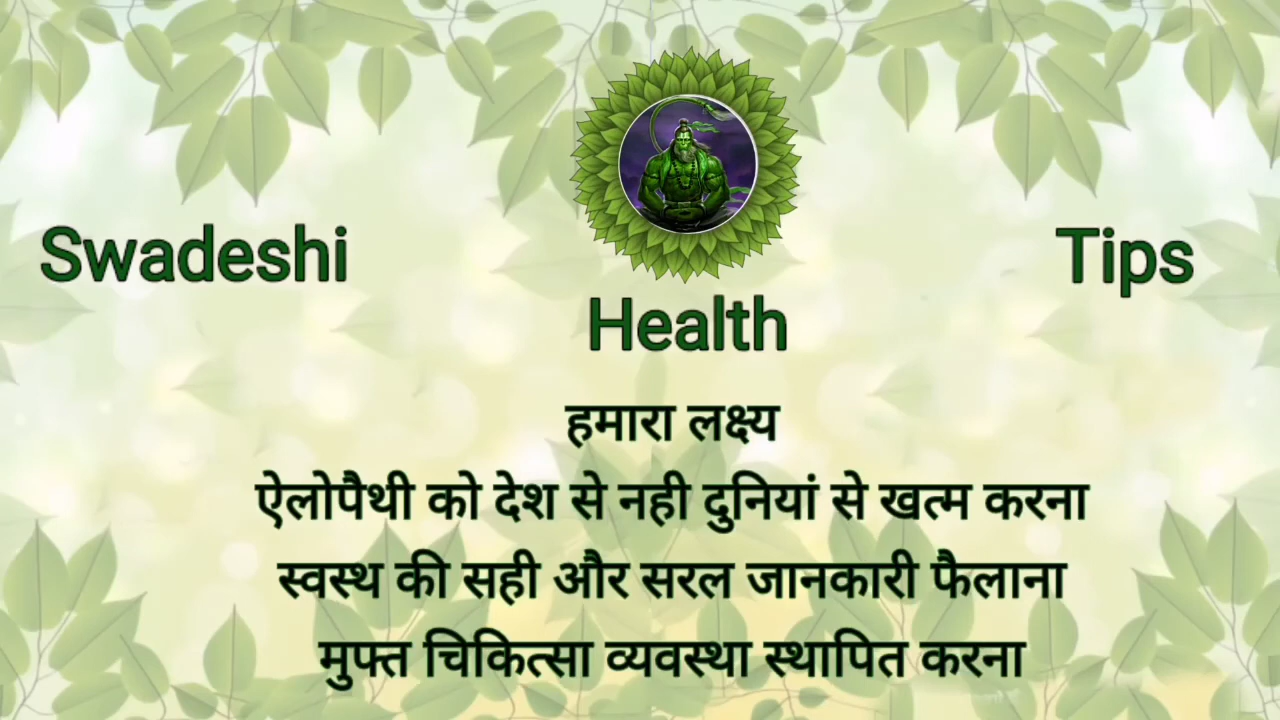 Swadeshi
Tips
Health
हमारा लक्ष्य
ऐलोपैथी को देश से नही दुनियां से खत्म करना
स्वस्थ की सही और सरल जानकारी फैलाना
मुफ्त चिकित्सा व्यवस्था स्थापित करना